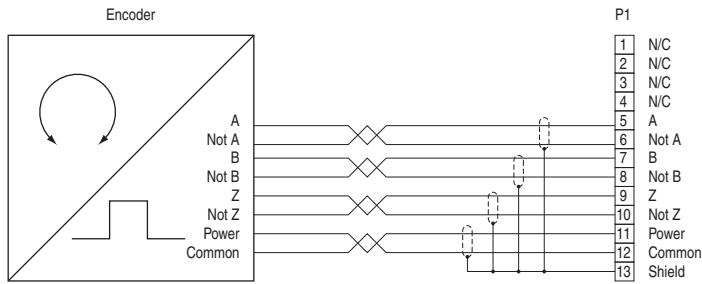 Encoder P1
1 N/C
2 N/C
3 N/C
4 N/C
A 5 A
Not A 6 Not A
B 7 B
Not B 8 Not B
Z 9 Z
Not Z 10 Not Z
Power 11 Power
Common 12 Common
13 Shield